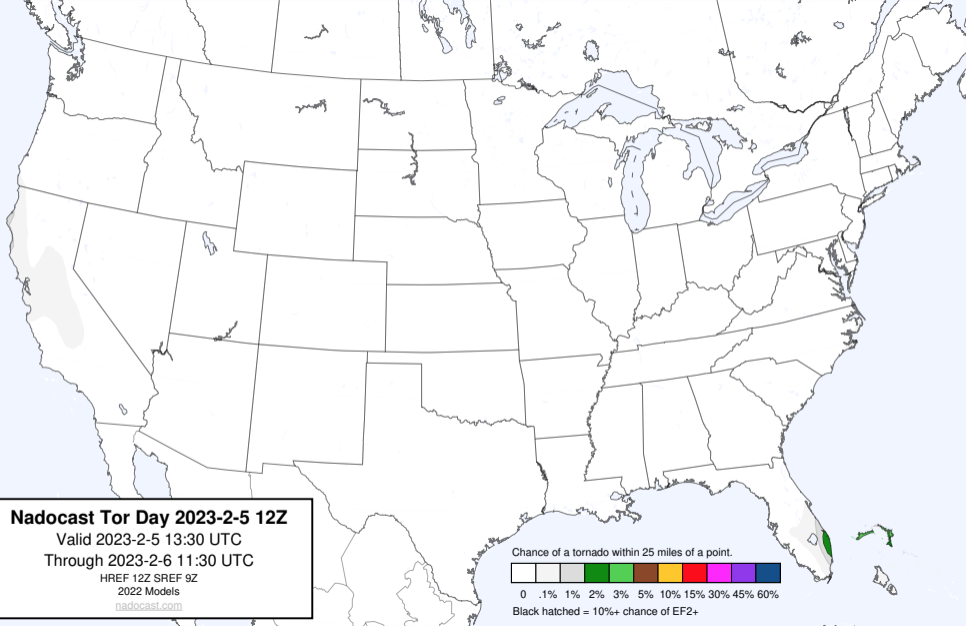 Nadocast Tor Day 2023-2-5 12Z
Valid 2023-2-5 13:30 UTC
Through 2023-2-6 11:30 UTC
HREF 12Z SREF 9Z
2022 Models
nadocast.com
Chance of a tornado within 25 miles of a point.
0 .1% 1% 2% 3% 5% 10% 15% 30% 45% 60%
Black hatched = 10%+ chance of EF2+